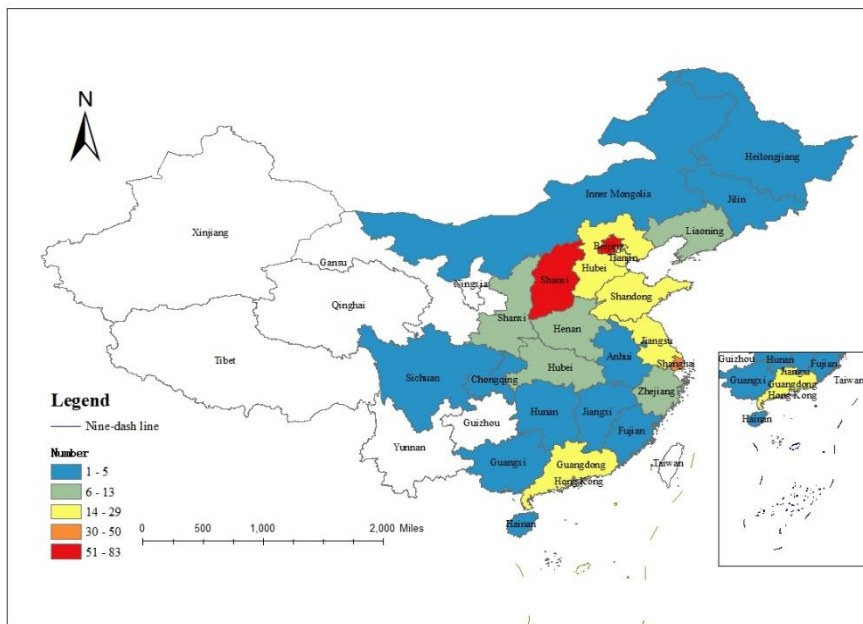 N
Heilongjiang
Inner Mongolia
Jilin
Xinjiang
Liaoning
Beijing
Gansu
Tianjin
Hubei
Shanxi
Ningxia
Shandong
Qinghai
Shanxi
Henan
Jiangsu
Tibet
Anhui
Shanghai
Hubei
Sichuan
Chongqing
Zhejiang
Legend
Hunan
Jiangxi
Nine-dash line
Guizhou
Fujian
Yunnan
Number
Guangxi
Guangdong
Taiwan
1 - 5
Hong Kong
6 - 13
14 - 29
Hainan
30 - 50
51 - 83
0 500 1,000 2,000 Miles
Guizhou Hunan Fujian
Jiangxi
Taiwan
Guangxi Guangdong
Hong Kong
Hainan